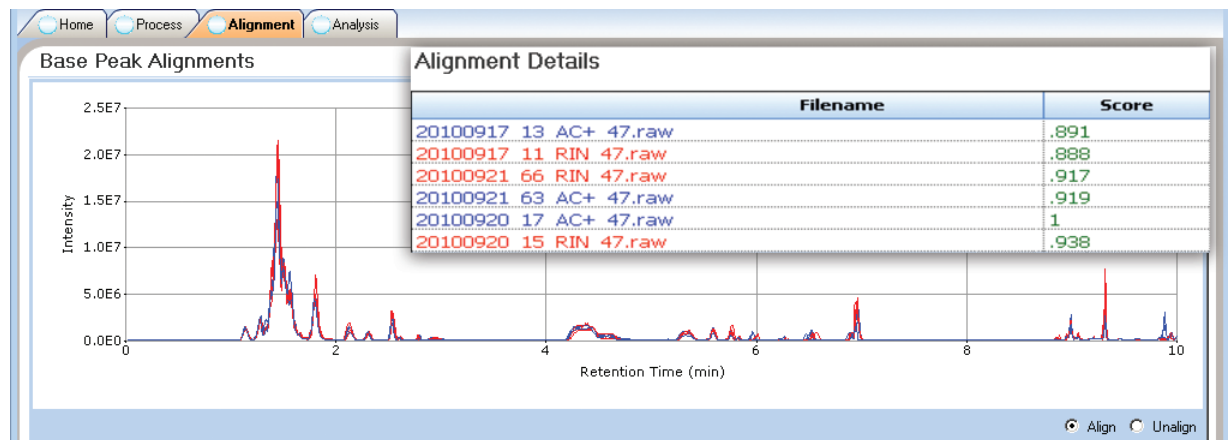 Home Process Alignment Analysis
Base Peak Alignments
Alignment Details
Filename Score
20100917 13 AC+ 47.raw .891
20100917 11 RIN 47.raw .888
20100921 66 RIN 47.raw .917
20100921 63 AC+ 47.raw .919
20100920 17 AC+ 47.raw 1
20100920 15 RIN 47.raw .938
2.5E7
2.0E7
1.5E7
1.0E7
5.0E6
0.0E0
Intensity
0 2 4 6 8 10
Retention Time (min)
Align Unalign